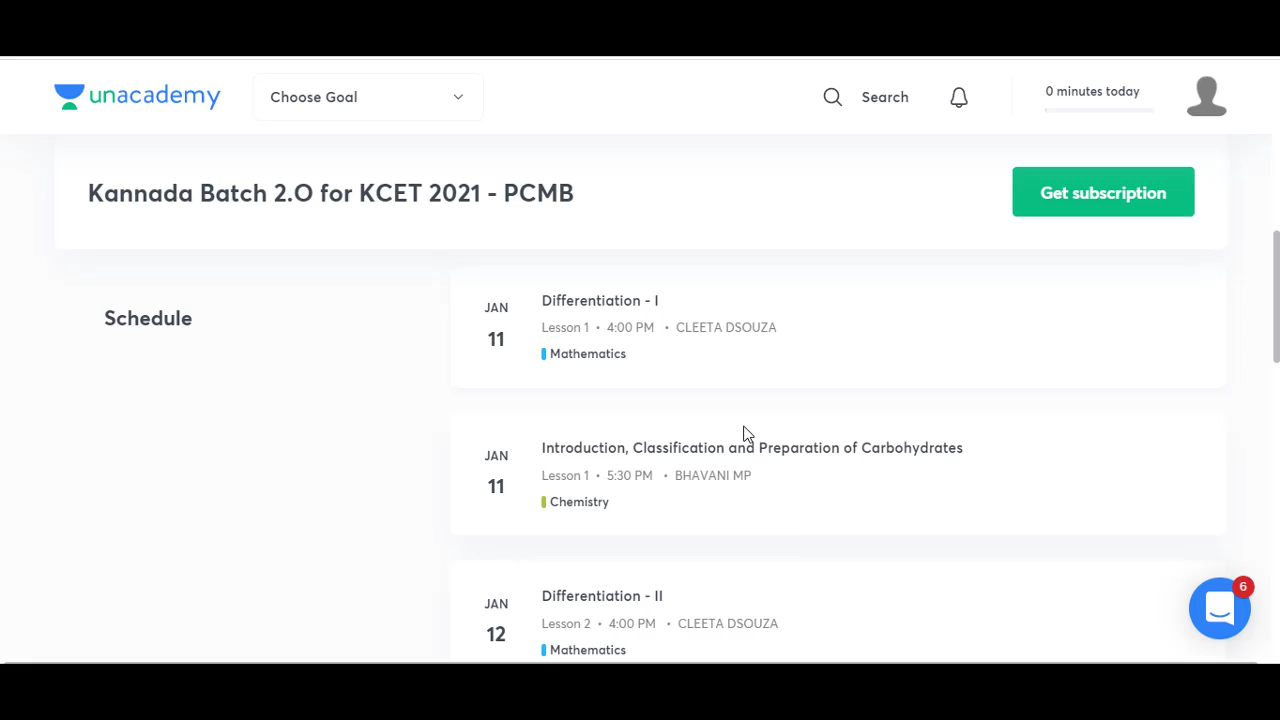 unacademy
Choose Goal
Search
0 minutes today
Kannada Batch 2.O for KCET 2021 - PCMB
Get subscription
Schedule
JAN
11
Differentiation - I
Lesson 1 • 4:00 PM • CLEETA DSOUZA
Mathematics
JAN
11
Introduction, Classification and Preparation of Carbohydrates
Lesson 1 • 5:30 PM • BHAVANI MP
Chemistry
JAN
12
Differentiation - II
Lesson 2 • 4:00 PM • CLEETA DSOUZA
Mathematics
6